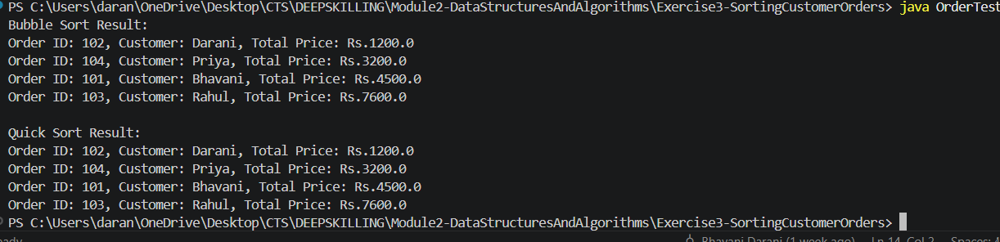 PS C:\Users\daran\OneDrive\Desktop\CTS\DEEPSKILLING\Module2-DataStructuresAndAlgorithms\Exercise3-SortingCustomerOrders> java OrderTest
Bubble Sort Result:
Order ID: 102, Customer: Darani, Total Price: Rs.1200.0
Order ID: 104, Customer: Priya, Total Price: Rs.3200.0
Order ID: 101, Customer: Bhavani, Total Price: Rs.4500.0
Order ID: 103, Customer: Rahul, Total Price: Rs.7600.0

Quick Sort Result:
Order ID: 102, Customer: Darani, Total Price: Rs.1200.0
Order ID: 104, Customer: Priya, Total Price: Rs.3200.0
Order ID: 101, Customer: Bhavani, Total Price: Rs.4500.0
Order ID: 103, Customer: Rahul, Total Price: Rs.7600.0
PS C:\Users\daran\OneDrive\Desktop\CTS\DEEPSKILLING\Module2-DataStructuresAndAlgorithms\Exercise3-SortingCustomerOrders>
Bhavani Darani (1 week ago) Ln 14, Col 2